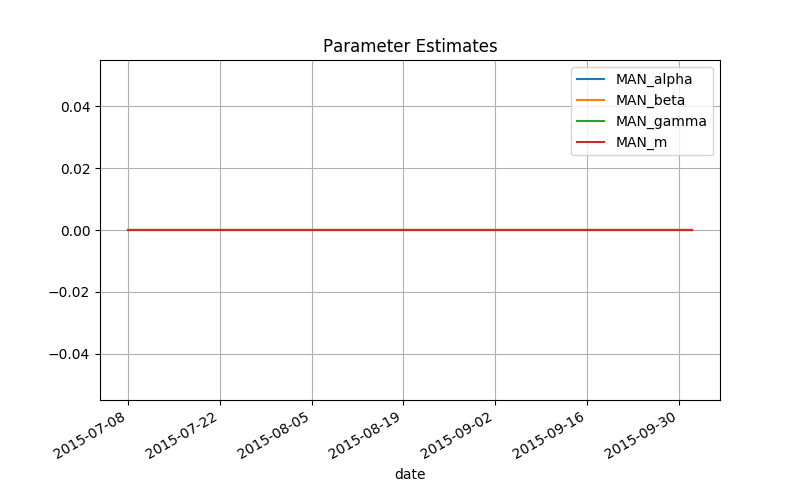 Parameter Estimates
MAN_alpha
MAN_beta
MAN_gamma
MAN_m
0.04
0.02
0.00
−0.02
−0.04
2015-07-08
2015-07-22
2015-08-05
2015-08-19
2015-09-02
2015-09-16
2015-09-30
date